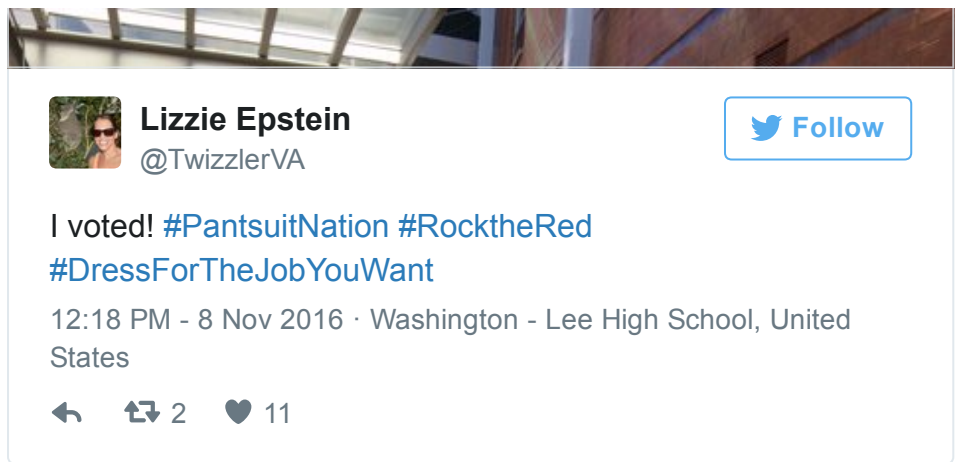 Lizzie Epstein
@TwizzlerVA
Follow
I voted! #PantsuitNation #RocktheRed
#DressForTheJobYouWant
12:18 PM - 8 Nov 2016 · Washington - Lee High School, United
States
2 11